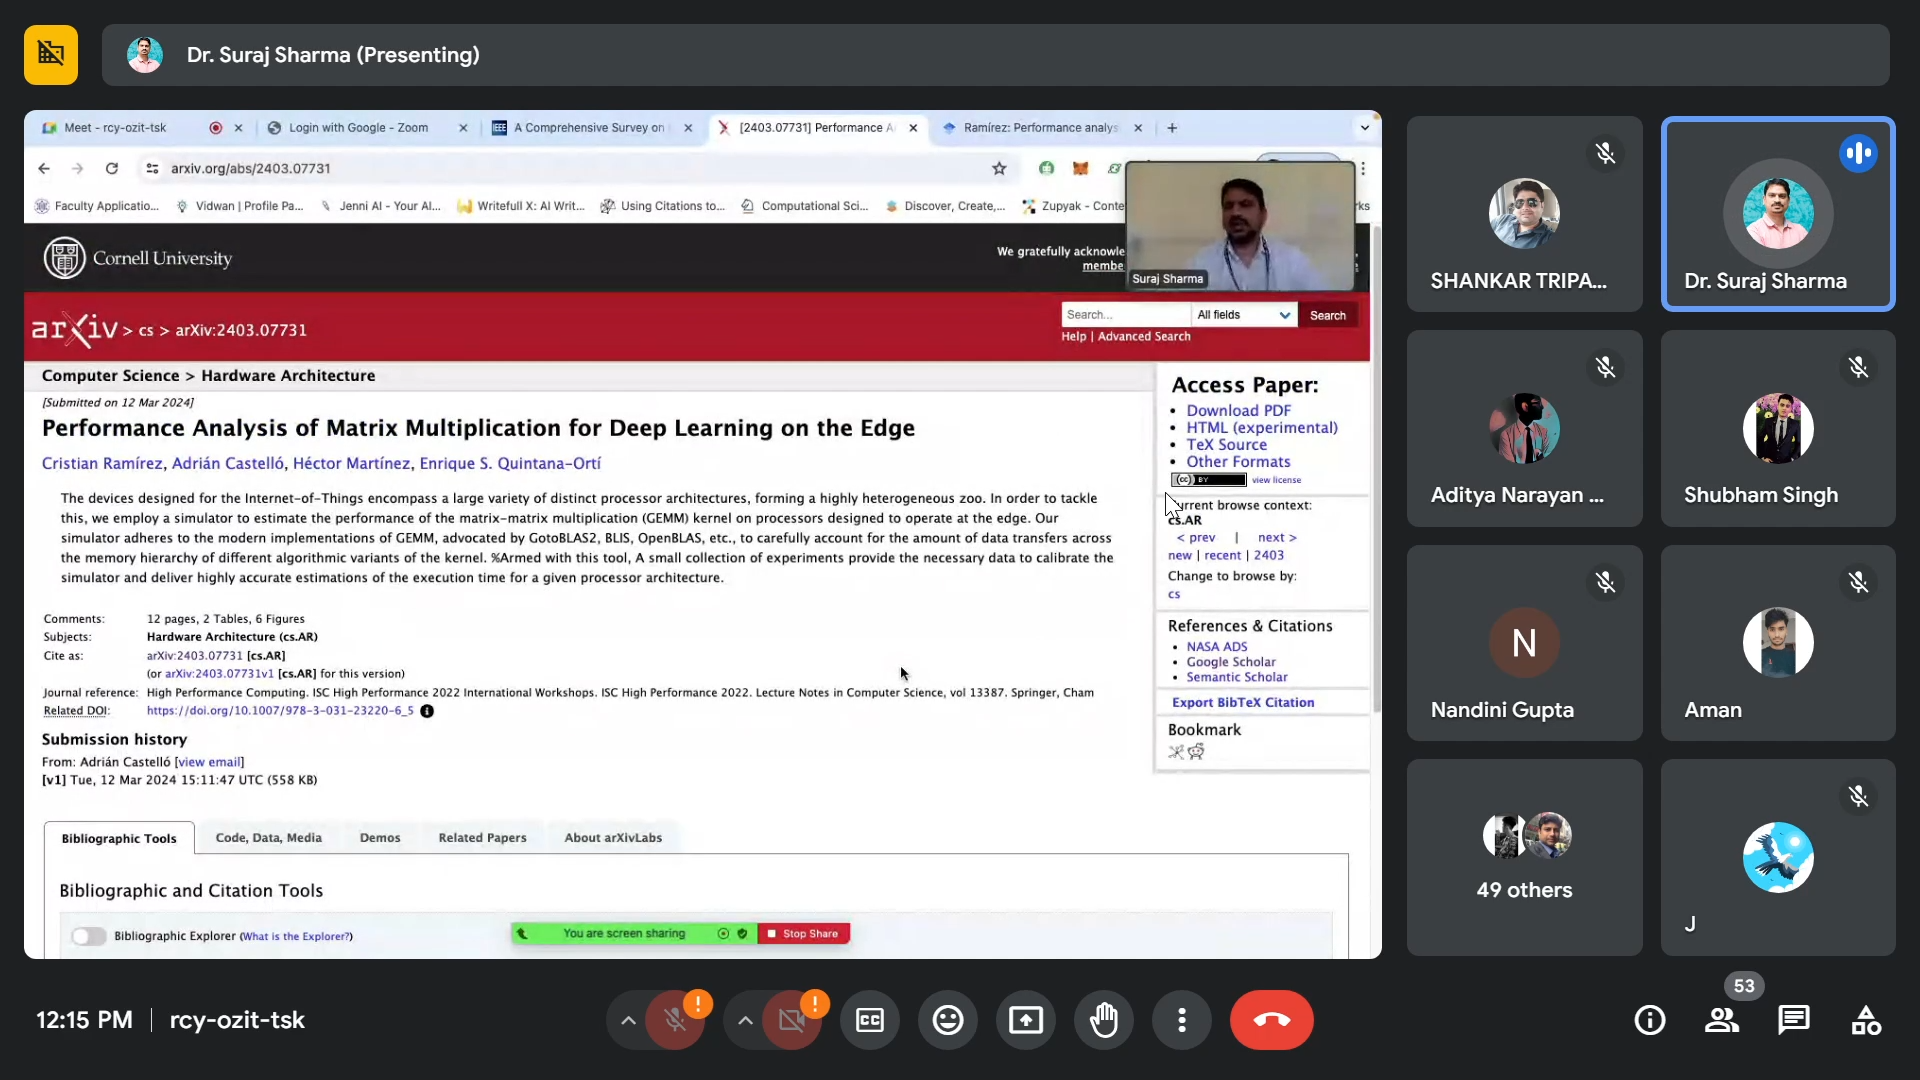 Dr. Suraj Sharma (Presenting)
Meet - rcy-ozit-tsk
Login with Google - Zoom
IEEE A Comprehensive Survey on
[2403.07731] Performance A
Ramírez: Performance analys
arxiv.org/abs/2403.07731
Faculty Applicatio...
Vidwan | Profile Pa...
Jenni AI - Your AI...
Writefull X: AI Writ...
Using Citations to...
Computational Sci...
Discover, Create,...
Zupyak - Conte
rks
Cornell University
We gratefully acknowle
membe
Suraj Sharma
arXiv > cs > arXiv:2403.07731
Search...
All fields
Search
Help | Advanced Search
Computer Science > Hardware Architecture
[Submitted on 12 Mar 2024]
Performance Analysis of Matrix Multiplication for Deep Learning on the Edge
Cristian Ramírez, Adrián Castelló, Héctor Martínez, Enrique S. Quintana-Ortí
The devices designed for the Internet-of-Things encompass a large variety of distinct processor architectures, forming a highly heterogeneous zoo. In order to tackle
this, we employ a simulator to estimate the performance of the matrix-matrix multiplication (GEMM) kernel on processors designed to operate at the edge. Our
simulator adheres to the modern implementations of GEMM, advocated by GotoBLAS2, BLIS, OpenBLAS, etc., to carefully account for the amount of data transfers across
the memory hierarchy of different algorithmic variants of the kernel. %Armed with this tool, A small collection of experiments provide the necessary data to calibrate the
simulator and deliver highly accurate estimations of the execution time for a given processor architecture.
Comments: 12 pages, 2 Tables, 6 Figures
Subjects: Hardware Architecture (cs.AR)
Cite as: arXiv:2403.07731 [cs.AR]
(or arXiv:2403.07731v1 [cs.AR] for this version)
Journal reference: High Performance Computing. ISC High Performance 2022 International Workshops. ISC High Performance 2022. Lecture Notes in Computer Science, vol 13387. Springer, Cham
Related DOI: https://doi.org/10.1007/978-3-031-23220-6_5
Submission history
From: Adrián Castelló [view email]
[v1] Tue, 12 Mar 2024 15:11:47 UTC (558 KB)
Bibliographic Tools
Code, Data, Media
Demos
Related Papers
About arXivLabs
Bibliographic and Citation Tools
Bibliographic Explorer (What is the Explorer?)
You are screen sharing
Stop Share
Access Paper:
Download PDF
HTML (experimental)
TeX Source
Other Formats
(cc) BY view license
urrent browse context:
cs.AR
< prev | next >
new | recent | 2403
Change to browse by:
cs
References & Citations
NASA ADS
Google Scholar
Semantic Scholar
Export BibTeX Citation
Bookmark
SHANKAR TRIPA...
Dr. Suraj Sharma
Aditya Narayan ...
Shubham Singh
N
Nandini Gupta
Aman
49 others
J
12:15 PM | rcy-ozit-tsk
CC
53